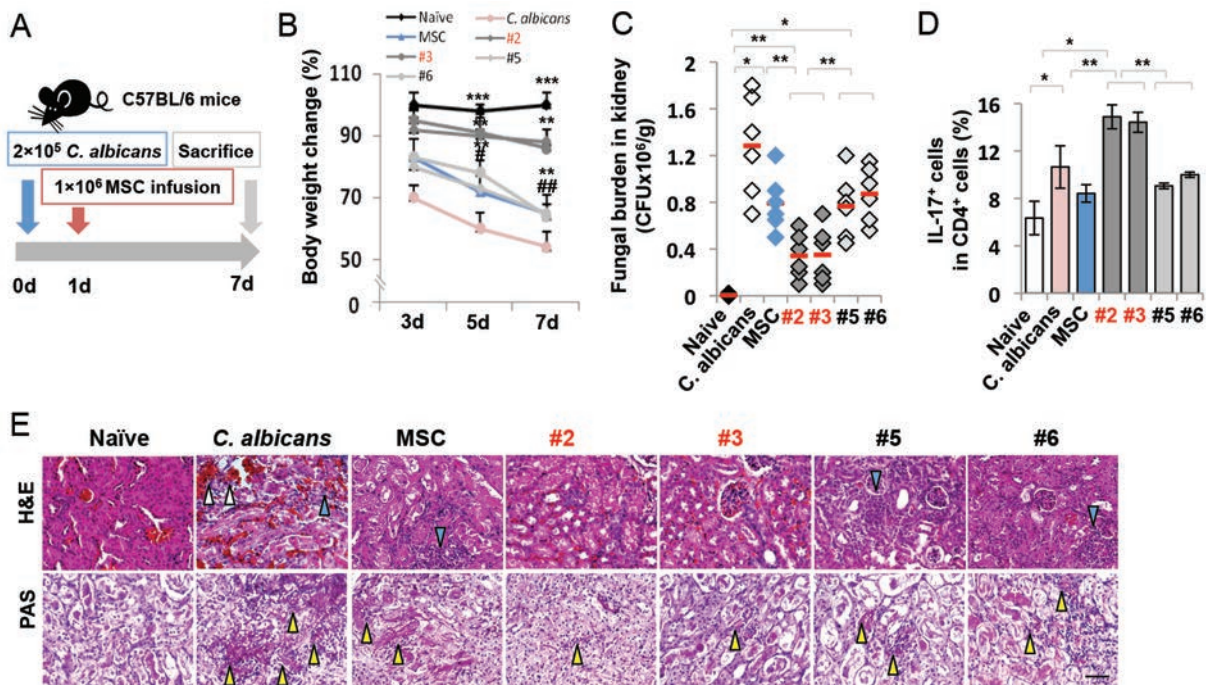 A
C57BL/6 mice
2×10⁵ C. albicans
Sacrifice
1×10⁶ MSC infusion
0d 1d 7d
B
Naïve C. albicans
MSC #2
#3 #5
#6
Body weight change (%)
110
90
70
50
0
***
***
**
**
**
#
**
##
3d 5d 7d
C
Fungal burden in kidney
(CFUx10⁶/g)
*
**
**
* ** **
2
1.6
1.2
0.8
0.4
0
Naive C. albicans MSC #2 #3 #5 #6
D
IL-17⁺ cells
in CD4⁺ cells (%)
*
** **
*
16
12
8
4
0
Naive C. albicans MSC #2 #3 #5 #6
E
Naïve C. albicans MSC #2 #3 #5 #6
H&E
PAS